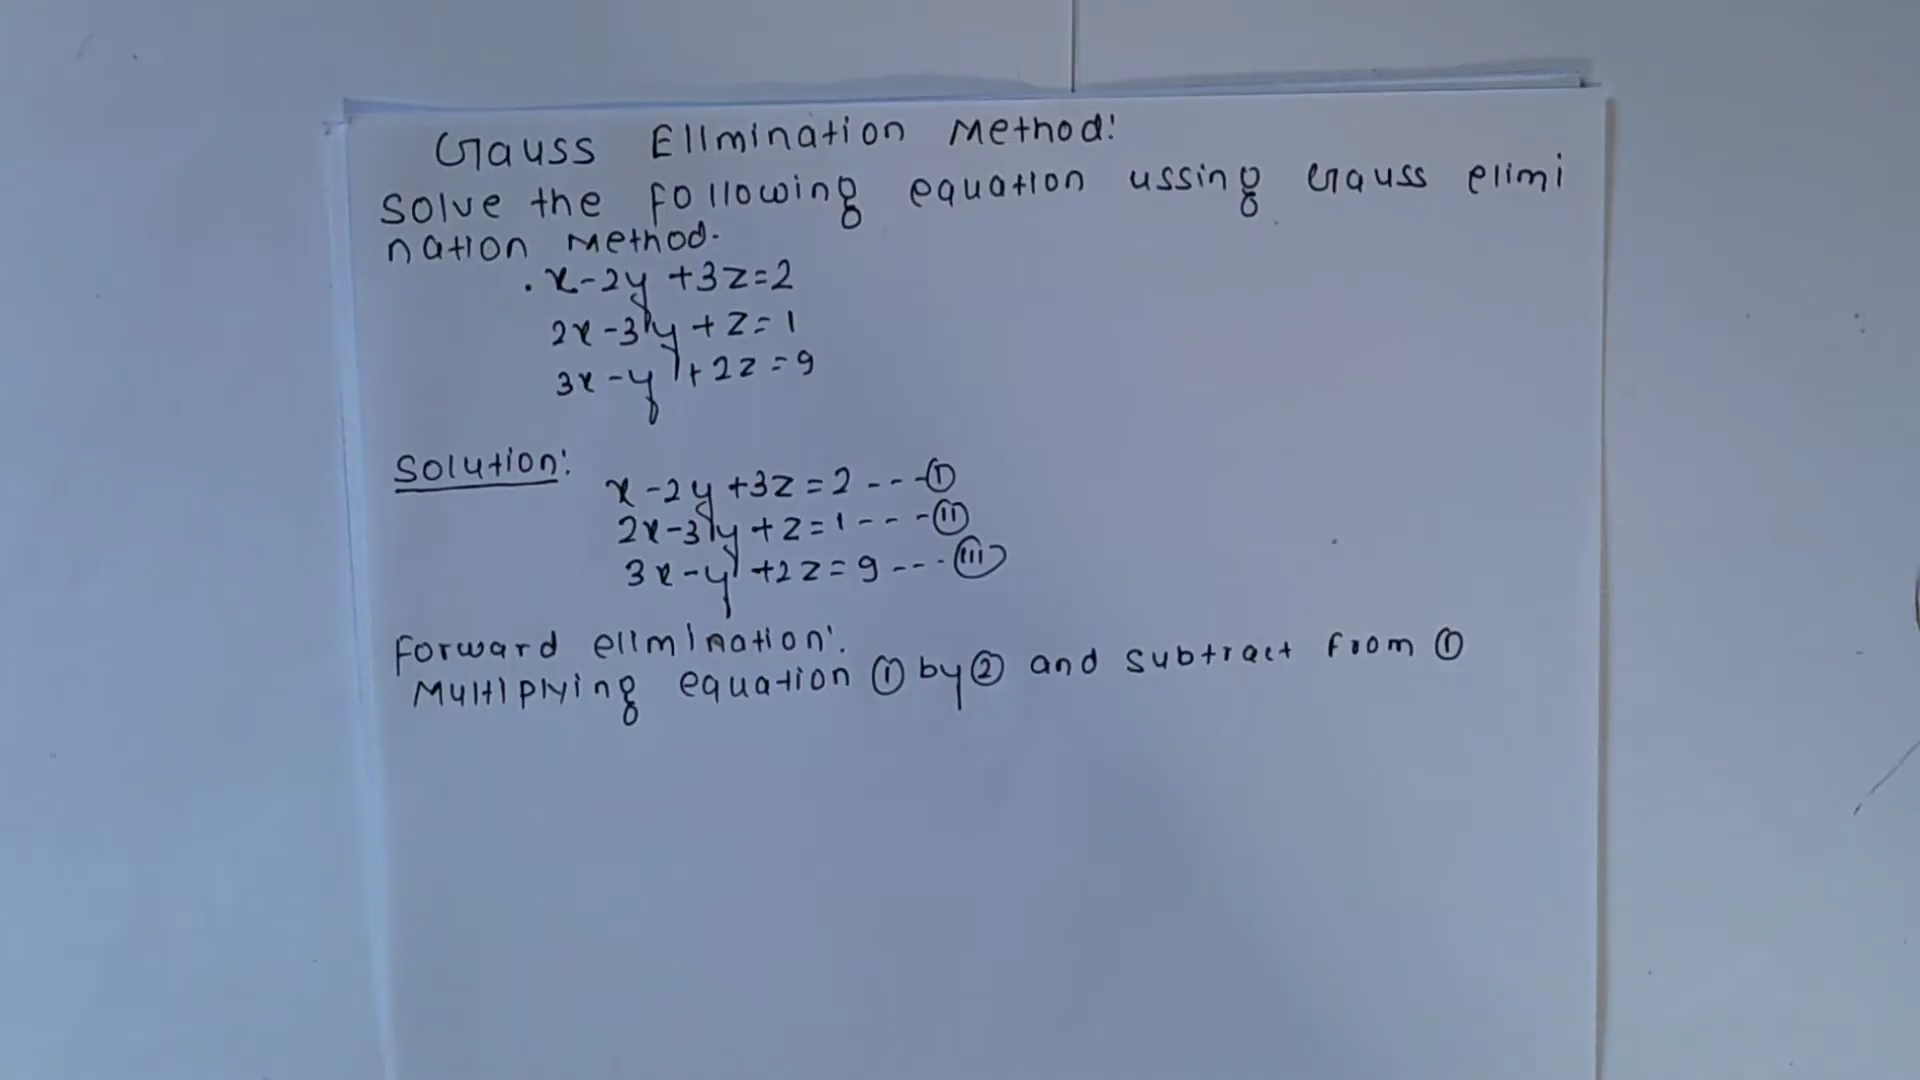 Gauss Elimination Method:
Solve the following equation ussing Gauss elimi
nation Method.
. x-2y+3z=2
2x-3y+z=1
3x-y+2z=9
Solution:
x-2y+3z=2---(i)
2x-3y+z=1---(ii)
3x-y+2z=9---(iii)
Forward elimination:
Multiplying equation ① by ② and subtract from ①